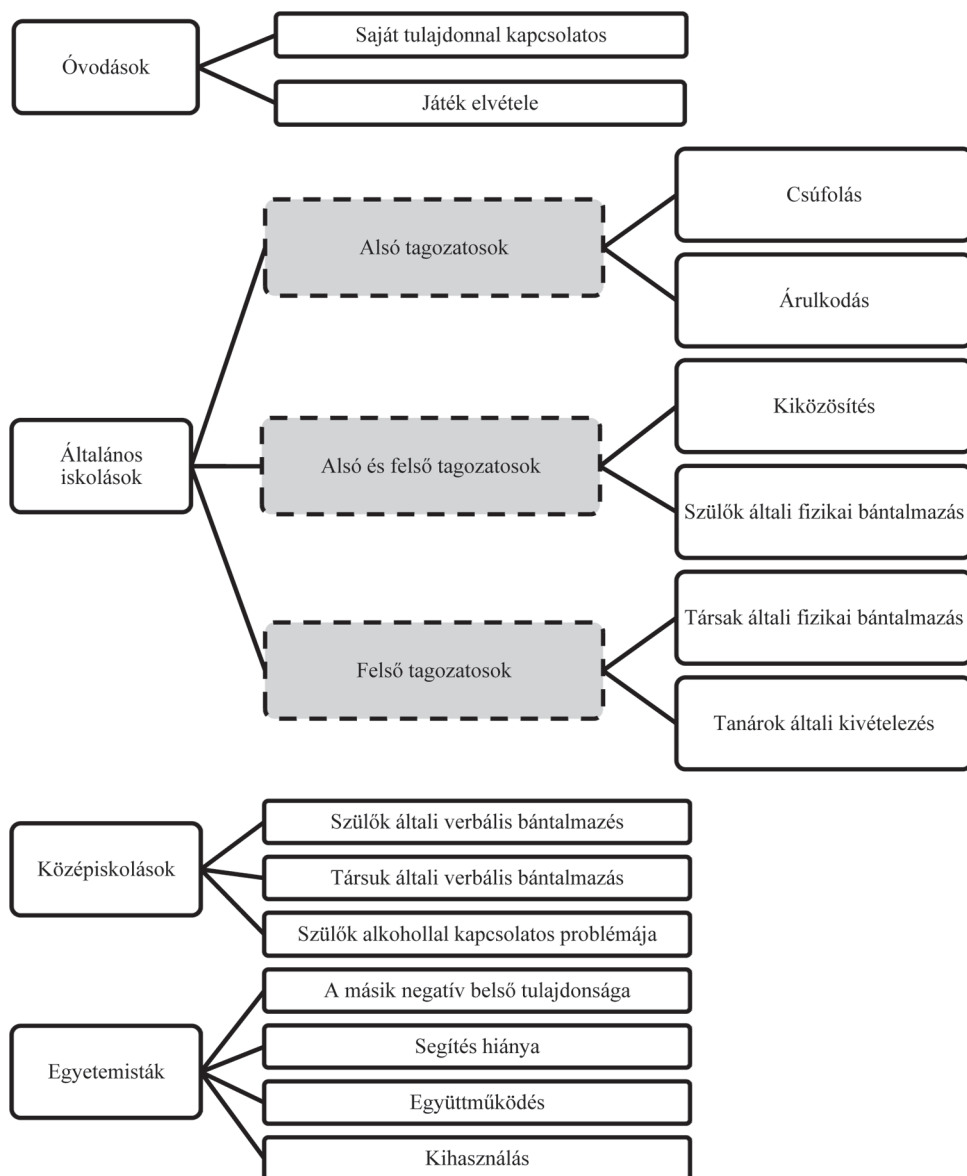 Óvodások
Saját tulajdonnal kapcsolatos
Játék elvétele
Általános
iskolások
Alsó tagozatosok
Csúfolás
Árulkodás
Alsó és felső tagozatosok
Kiközösítés
Szülők általi fizikai bántalmazás
Felső tagozatosok
Társak általi fizikai bántalmazás
Tanárok általi kivételezés
Középiskolások
Szülők általi verbális bántalmazés
Társuk általi verbális bántalmazás
Szülők alkohollal kapcsolatos problémája
Egyetemisták
A másik negatív belső tulajdonsága
Segítés hiánya
Együttműködés
Kihasználás